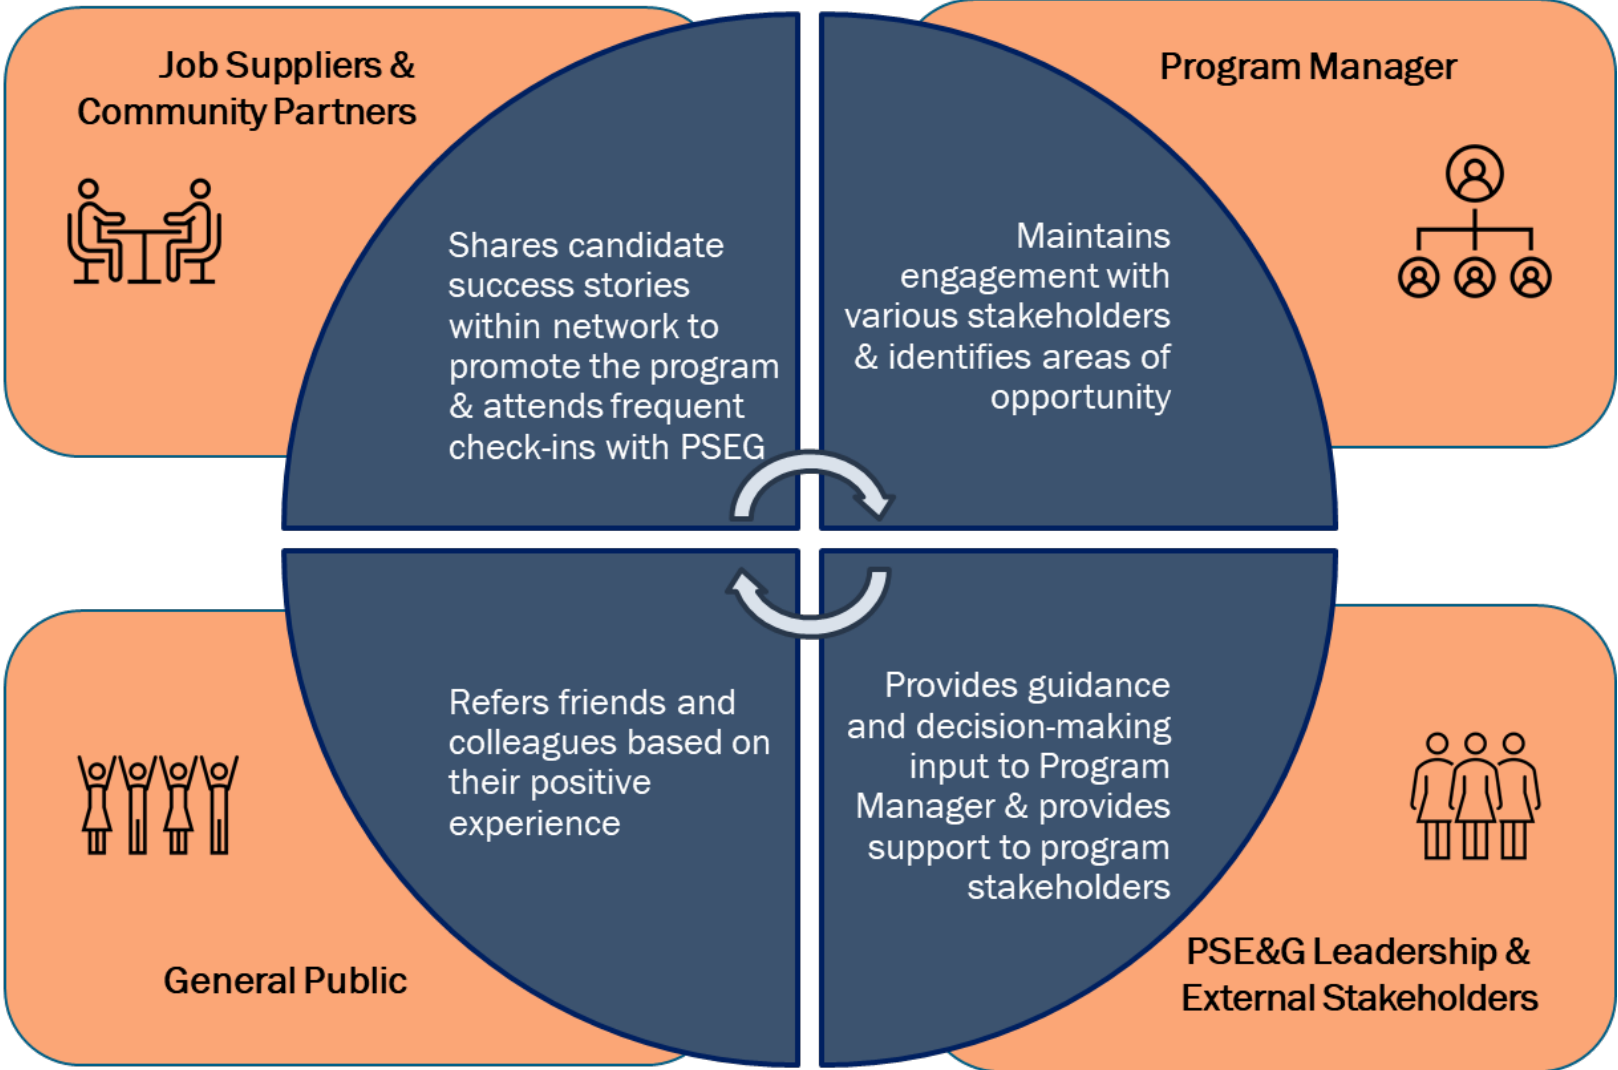 Job Suppliers &
Community Partners
Shares candidate
success stories
within network to
promote the program
& attends frequent
check-ins with PSEG
Program Manager
Maintains
engagement with
various stakeholders
& identifies areas of
opportunity
Refers friends and
colleagues based on
their positive
experience
General Public
Provides guidance
and decision-making
input to Program
Manager & provides
support to program
stakeholders
PSE&G Leadership &
External Stakeholders